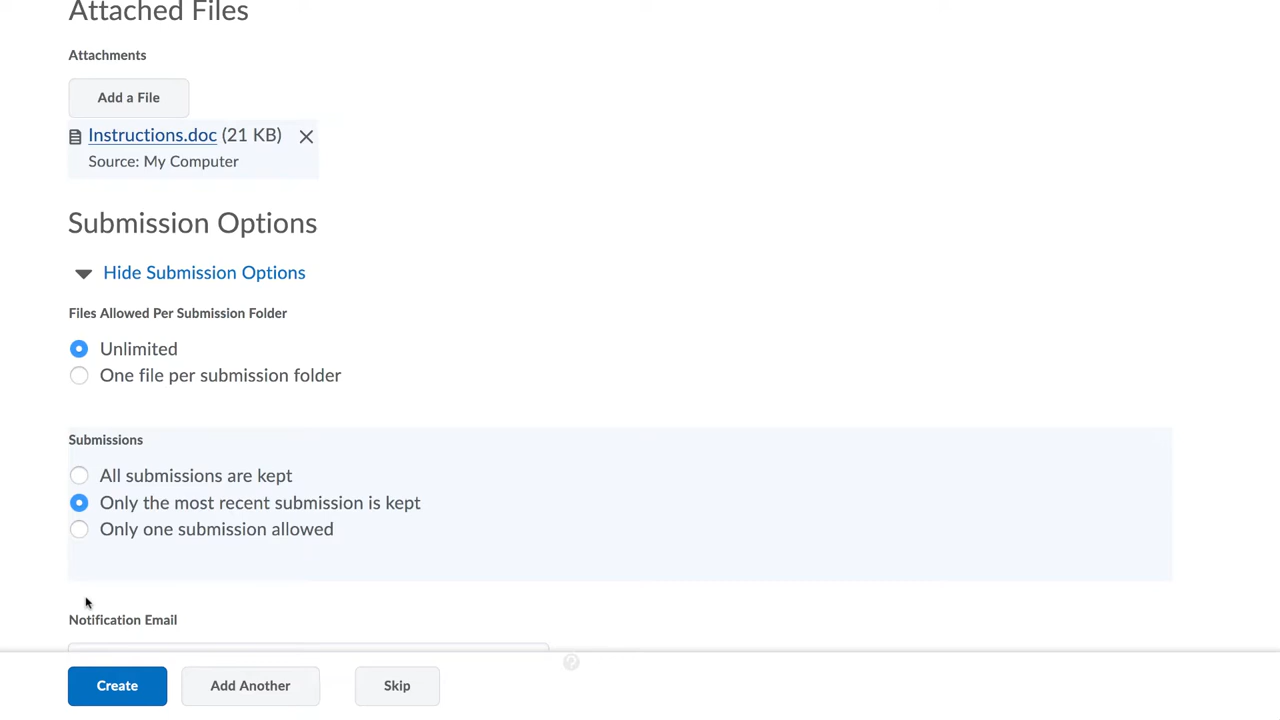 Attached Files
Attachments
Add a File
Instructions.doc (21 KB)
Source: My Computer
Submission Options
Hide Submission Options
Files Allowed Per Submission Folder
Unlimited
One file per submission folder
Submissions
All submissions are kept
Only the most recent submission is kept
Only one submission allowed
Notification Email
?
Create Add Another Skip